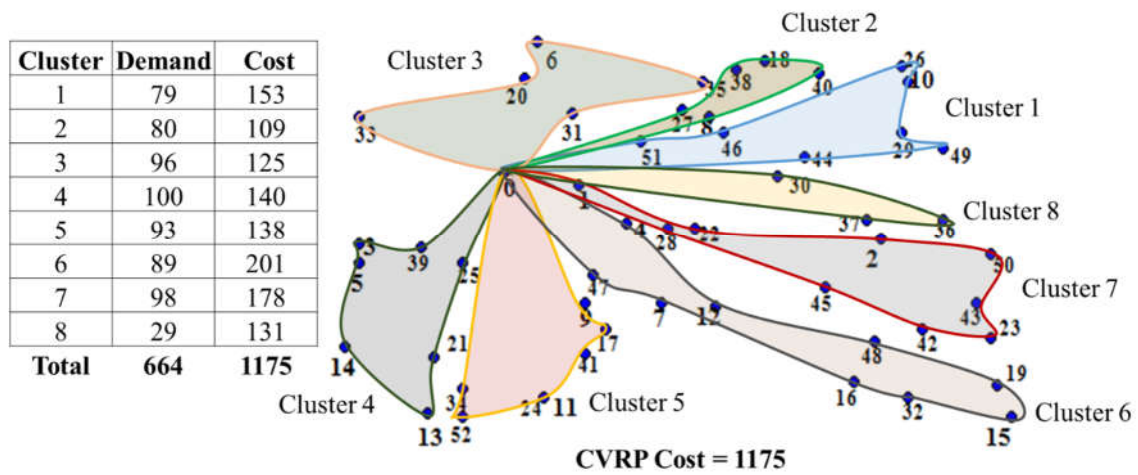 Cluster Demand Cost
1 79 153
2 80 109
3 96 125
4 100 140
5 93 138
6 89 201
7 98 178
8 29 131
Total 664 1175
Cluster 2
26
18
6
Cluster 3
38
10
40
35
20
Cluster 1
27
8
31
33
46
29
49
51
44
0
30
1
Cluster 8
37
36
4
28
22
3
39
2
50
25
5
47
45
Cluster 7
43
9
7
12
23
17
42
21
48
14
41
19
34
16
Cluster 4
24
11
Cluster 5
32
Cluster 6
13
52
15
CVRP Cost = 1175